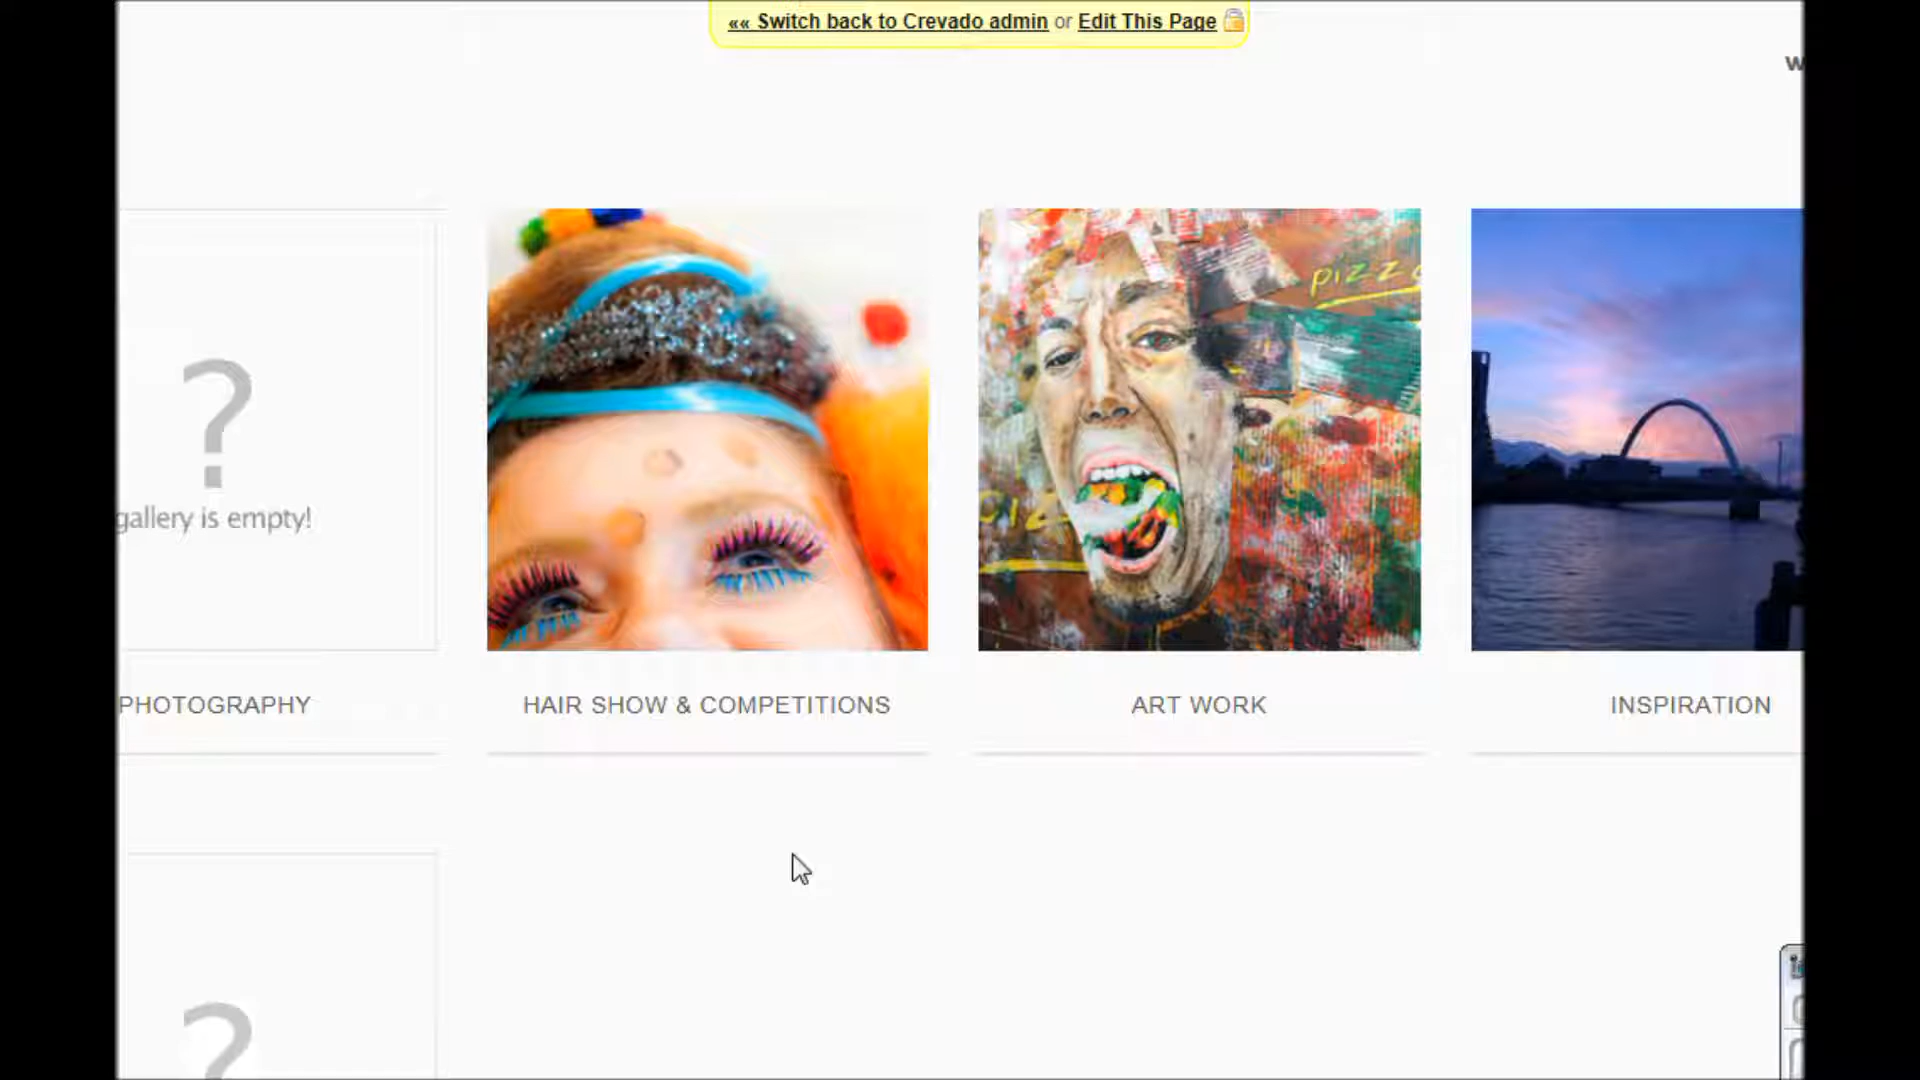 «« Switch back to Crevado admin or Edit This Page
W
pizz
gallery is empty!
PHOTOGRAPHY
HAIR SHOW & COMPETITIONS
ART WORK
INSPIRATION